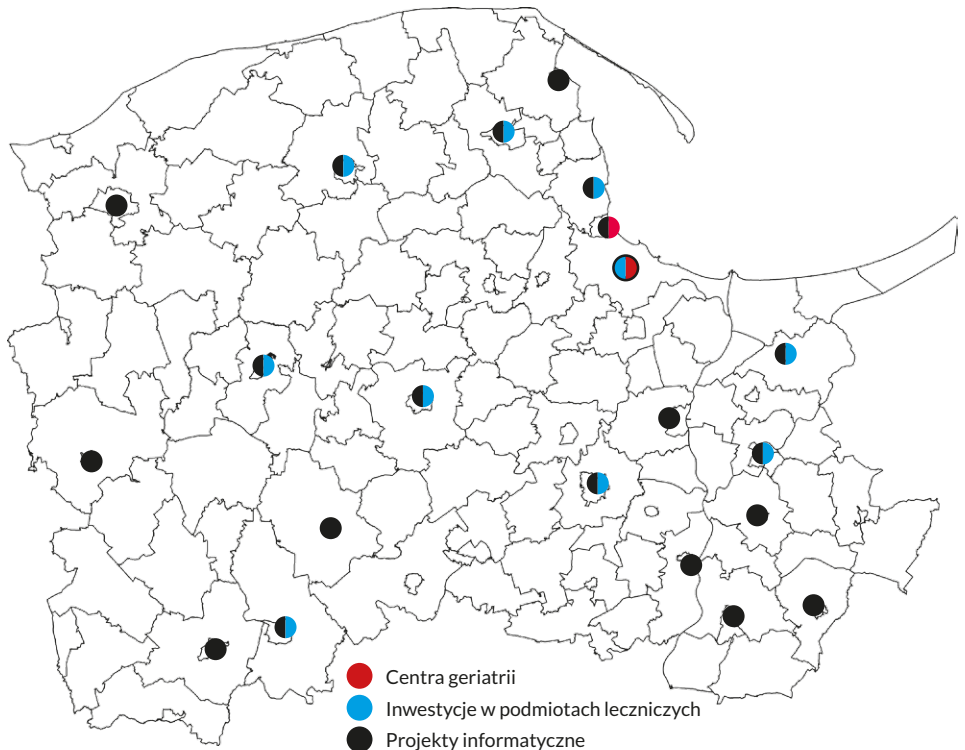 Centra geriatrii
Inwestycje w podmiotach leczniczych
Projekty informatyczne